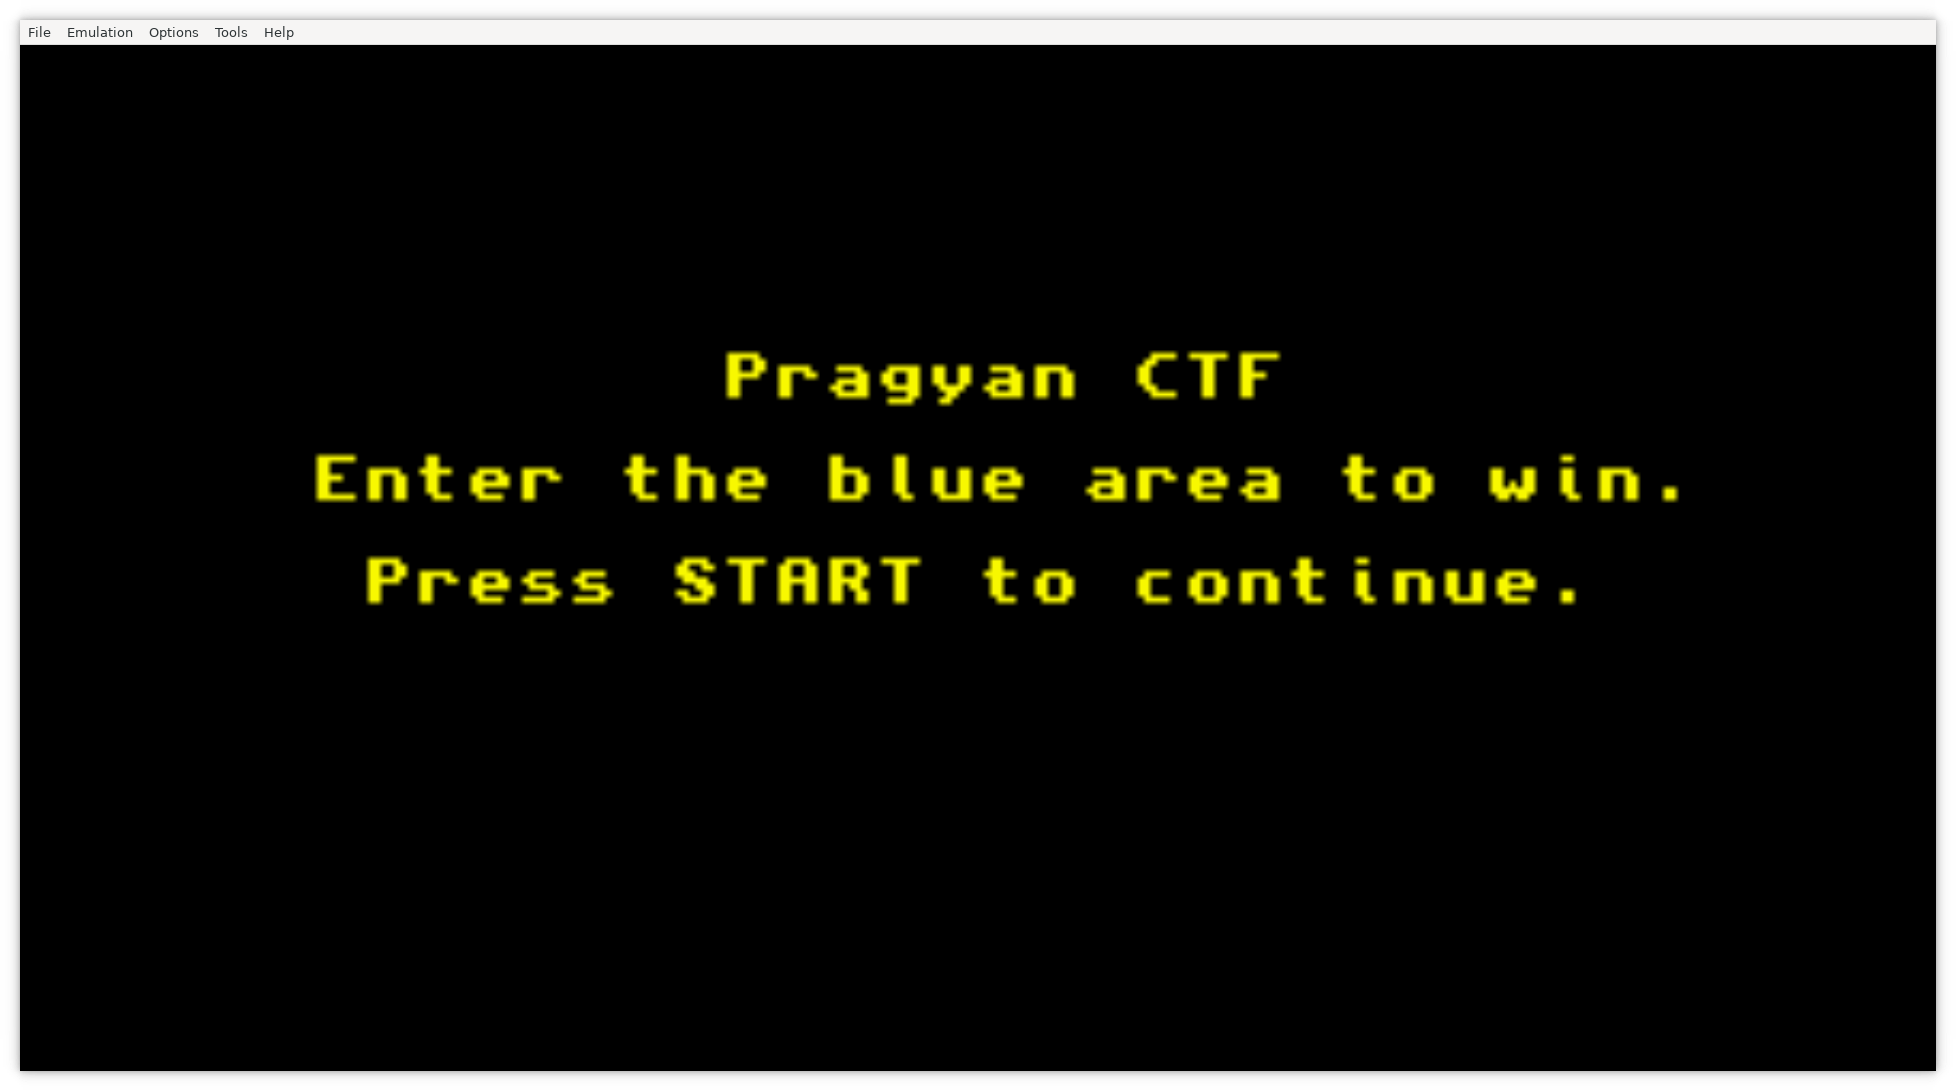 File Emulation Options Tools Help
Pragyan CTF
Enter the blue area to win.
Press START to continue.